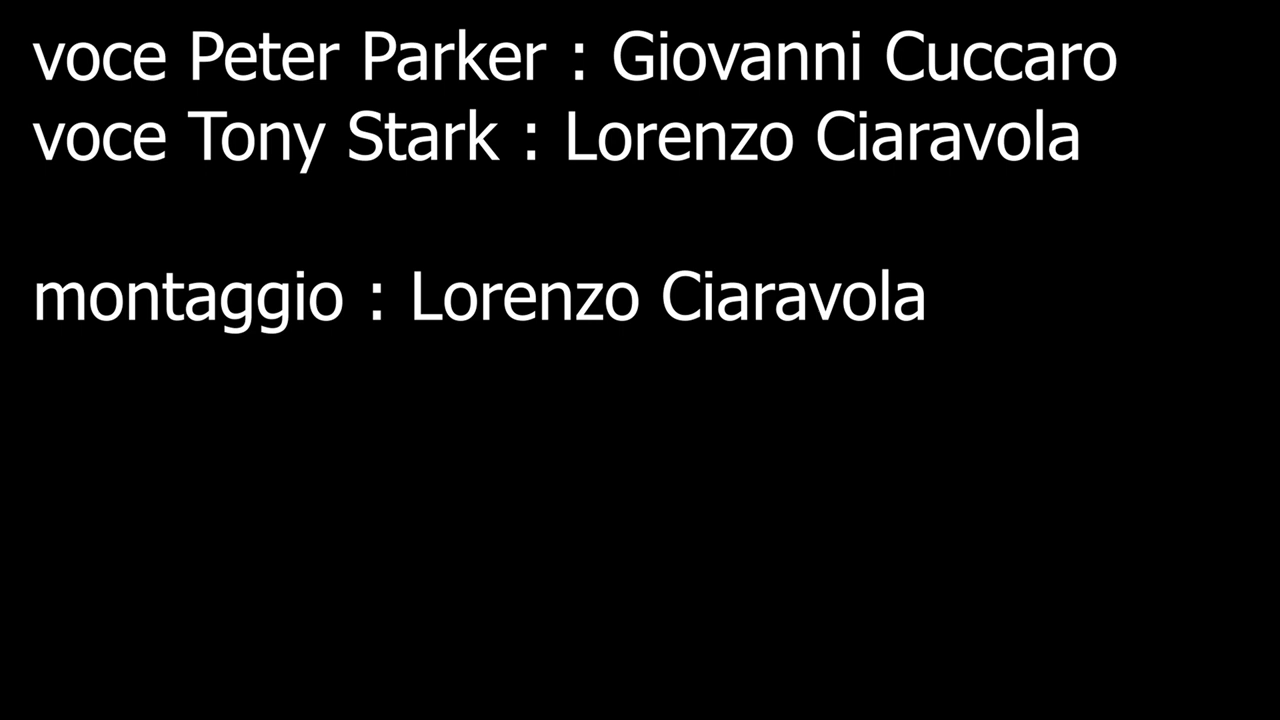 voce Peter Parker : Giovanni Cuccaro
voce Tony Stark : Lorenzo Ciaravola
montaggio : Lorenzo Ciaravola